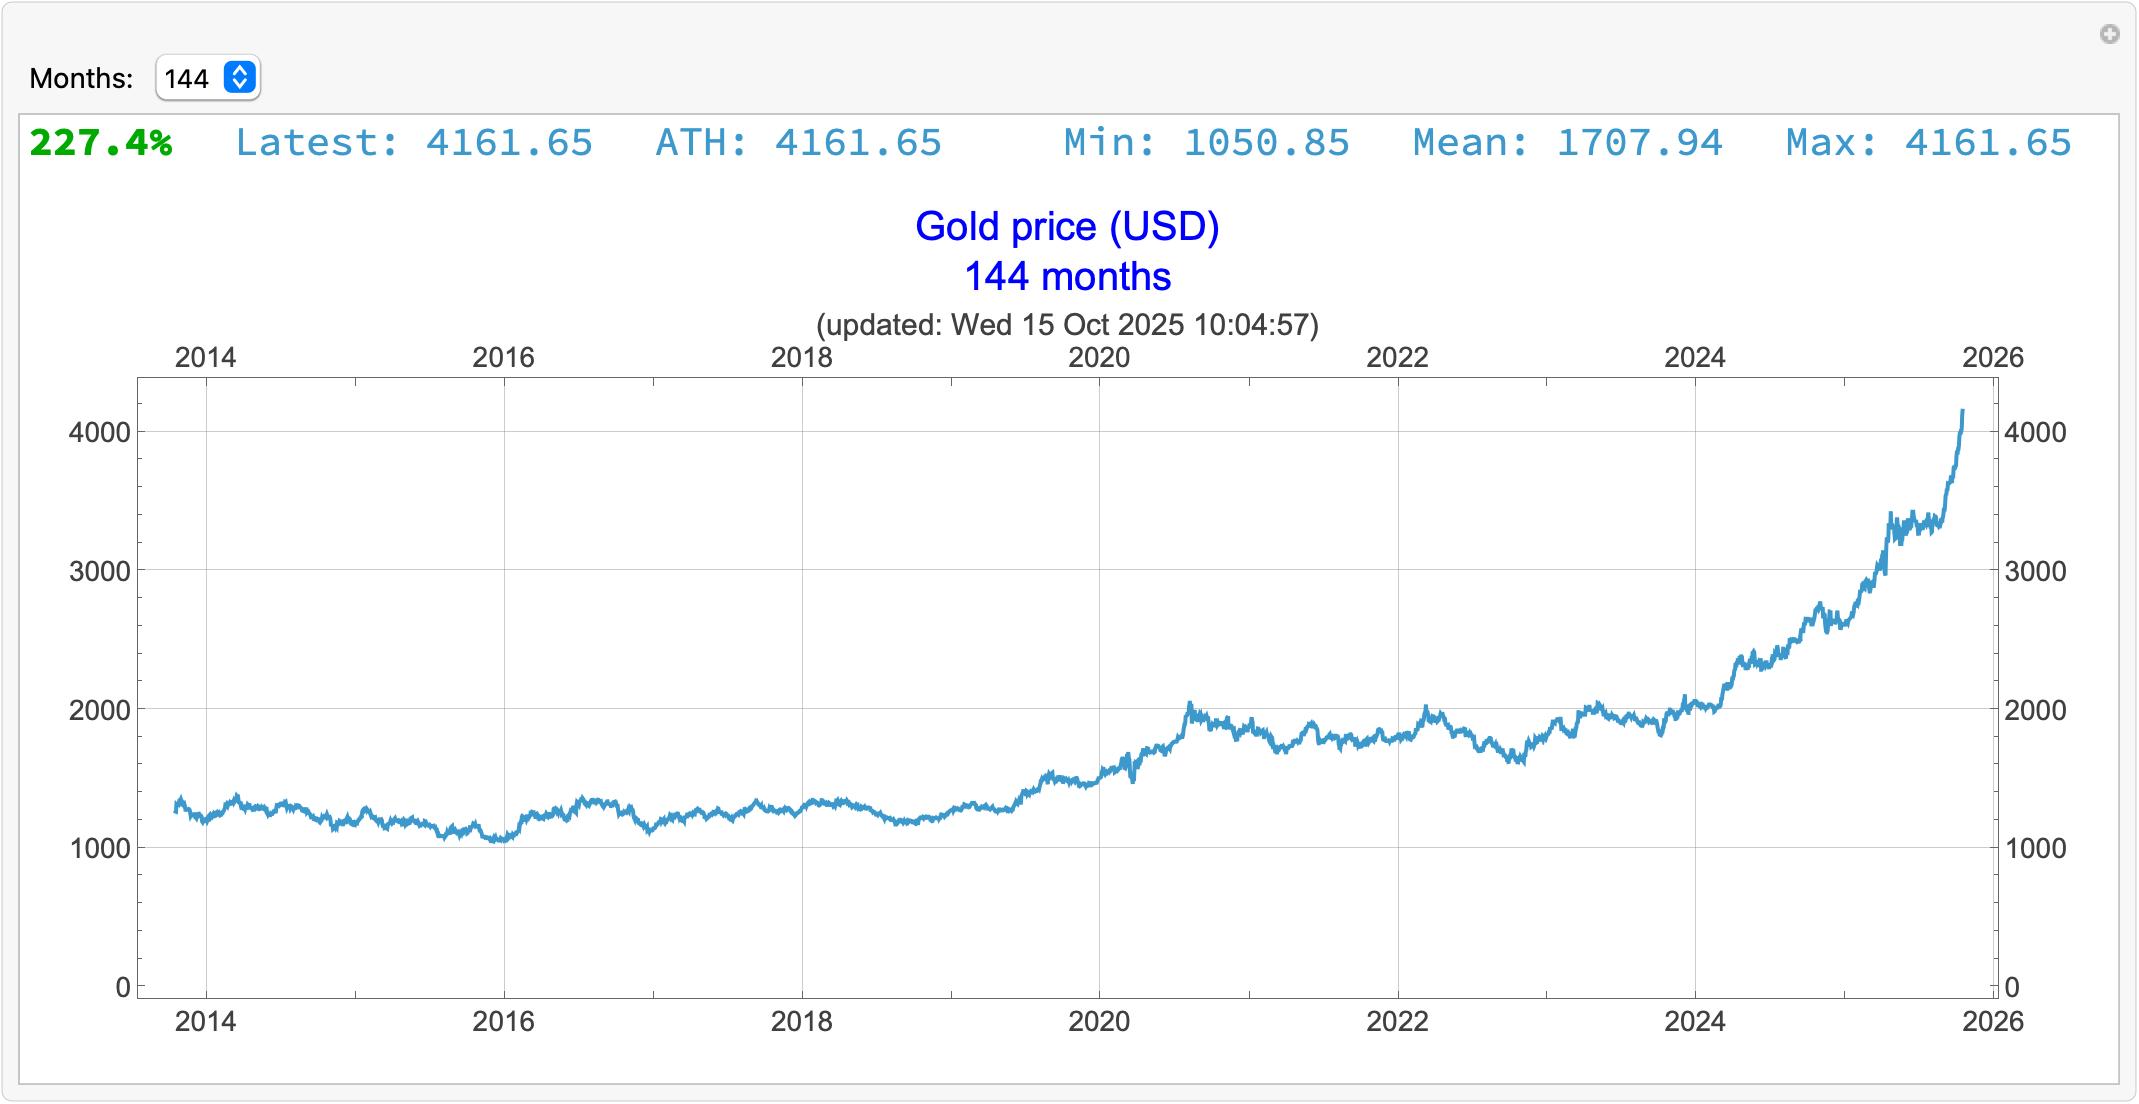 Months: 144
227.4% Latest: 4161.65 ATH: 4161.65 Min: 1050.85 Mean: 1707.94 Max: 4161.65
Gold price (USD)
144 months
(updated: Wed 15 Oct 2025 10:04:57)
2014 2016 2018 2020 2022 2024 2026
4000 4000
3000 3000
2000 2000
1000 1000
0 0
2014 2016 2018 2020 2022 2024 2026